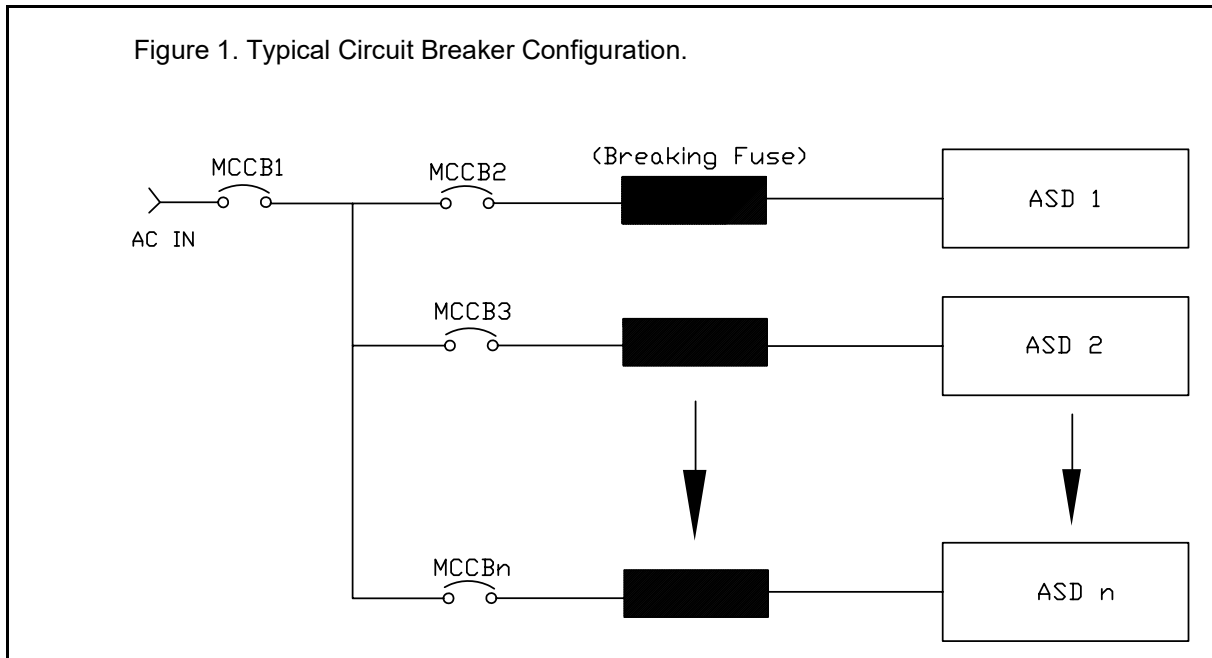 Figure 1. Typical Circuit Breaker Configuration.
MCCB1
MCCB2
(Breaking Fuse)
ASD 1
AC IN
MCCB3
ASD 2
MCCBn
ASD n